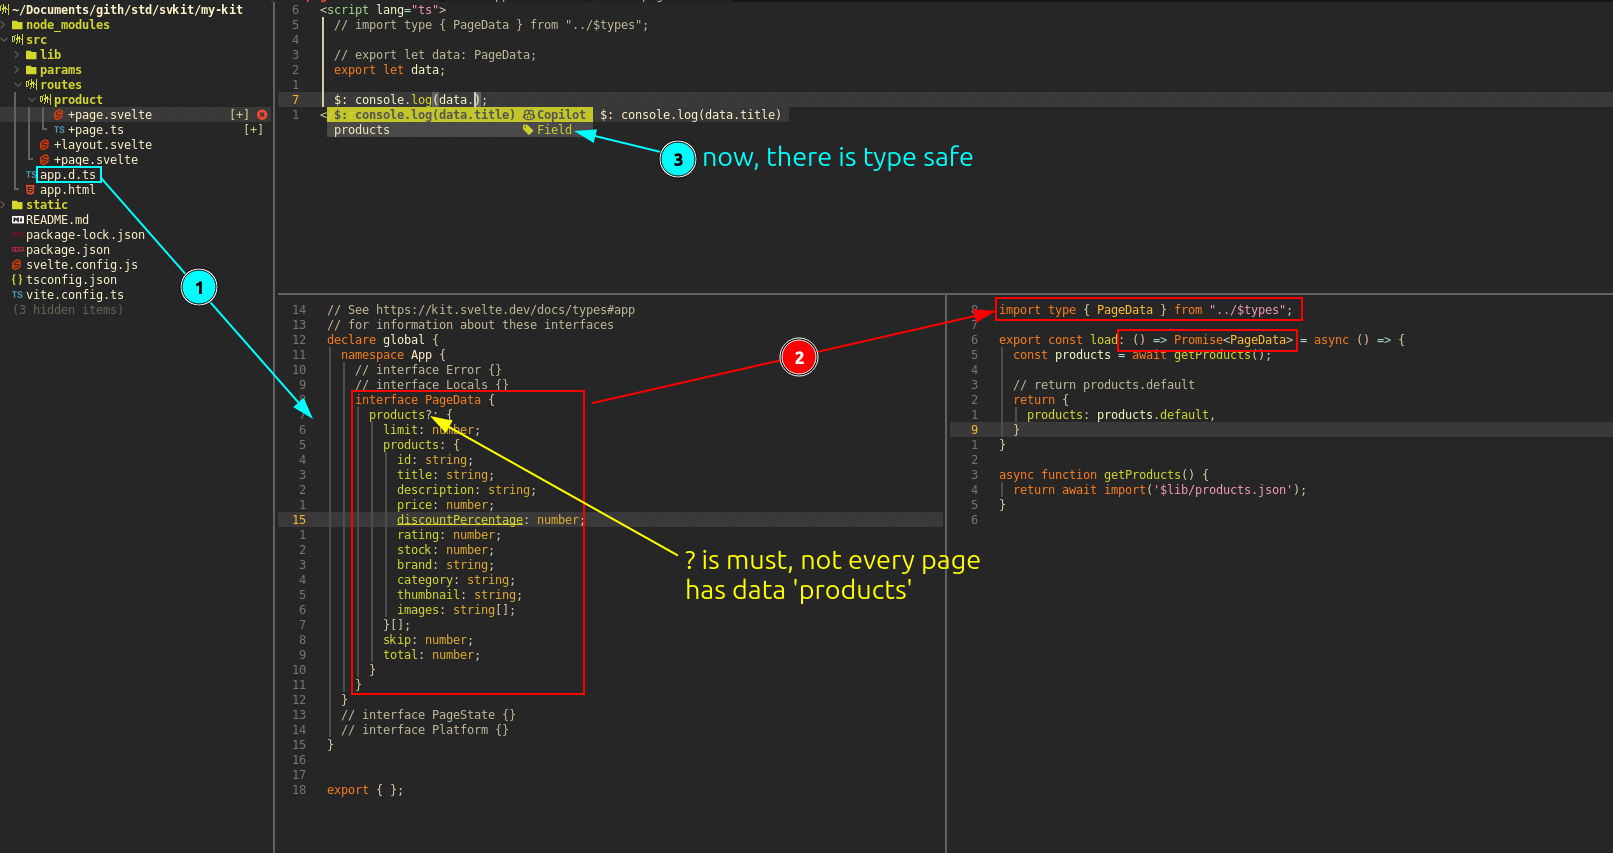 ~/Documents/gith/std/svkit/my-kit
node_modules
src
lib
params
routes
product
+page.svelte [+]
TS +page.ts [+]
+layout.svelte
+page.svelte
TS app.d.ts
app.html
static
README.md
package-lock.json
package.json
svelte.config.js
{} tsconfig.json
TS vite.config.ts
(3 hidden items)
1
6 <script lang="ts">
5 // import type { PageData } from "../$types";
4
3 // export let data: PageData;
2 export let data;
1
7 $: console.log(data.);
1 < $: console.log(data.title) Copilot $: console.log(data.title)
products Field
3 now, there is type safe
14 // See https://kit.svelte.dev/docs/types#app
13 // for information about these interfaces
12 declare global {
11 namespace App {
10 // interface Error {}
9 // interface Locals {}
8 interface PageData {
7 products?: {
6 limit: number;
5 products: {
4 id: string;
3 title: string;
2 description: string;
1 price: number;
15 discountPercentage: number;
1 rating: number;
2 stock: number;
3 brand: string;
4 category: string;
5 thumbnail: string;
6 images: string[];
7 }[];
8 skip: number;
9 total: number;
10 }
11 }
12 }
13 // interface PageState {}
14 // interface Platform {}
15 }
16
17
18 export { };
2
? is must, not every page
has data 'products'
8 import type { PageData } from "../$types";
7
6 export const load: () => Promise<PageData> = async () => {
5 const products = await getProducts();
4
3 // return products.default
2 return {
1 products: products.default,
9 }
1 }
2
3 async function getProducts() {
4 return await import('$lib/products.json');
5 }
6